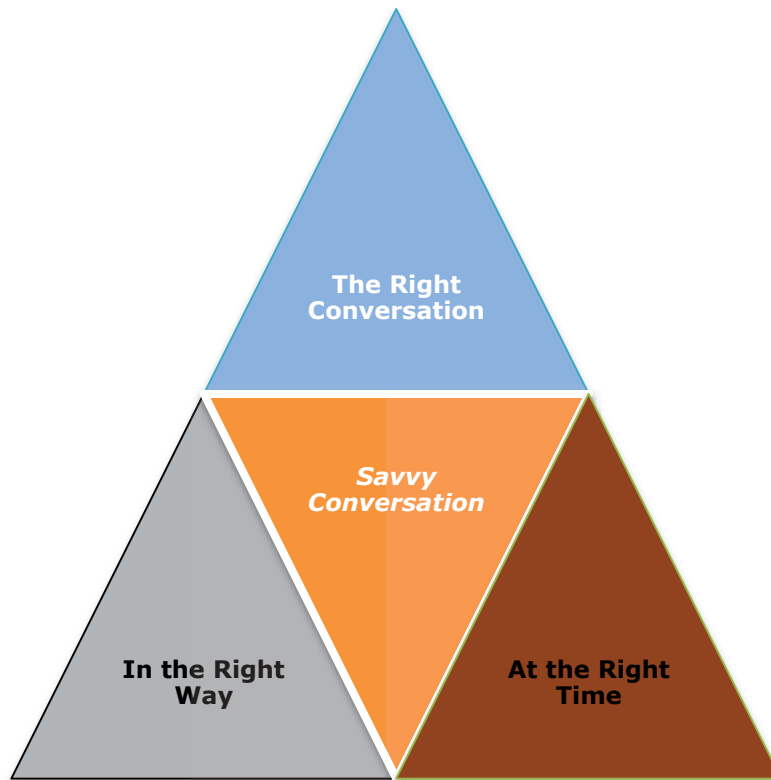 The Right
Conversation
Savvy
Conversation
In the Right
Way
At the Right
Time